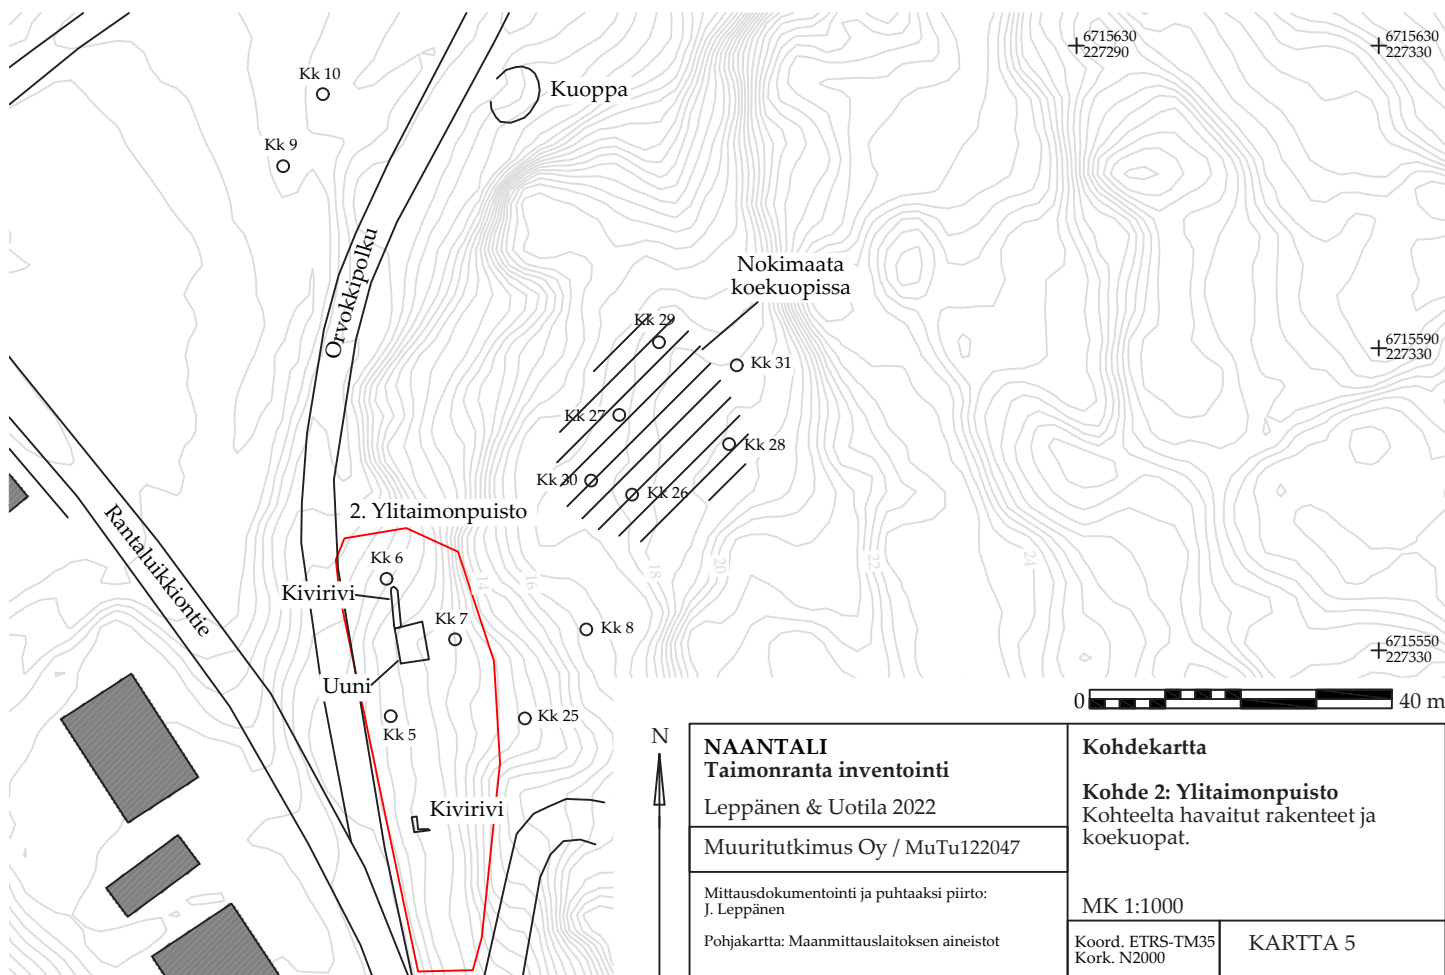 6715630
227290
6715630
227330
Kk 10
Kuoppa
Kk 9
Orvokkipolku
Nokimaata
koekuopissa
Kk 29
6715590
227330
Kk 31
Kk 27
Kk 28
Kk 30
Kk 26
2. Ylitaimonpuisto
Rantaluikkiontie
Kk 6
14
16
18
20
22
24
Kivirivi
Kk 7
Kk 8
6715550
227330
Uuni
Kk 5
Kk 25
0
40 m
Kivirivi
N
NAANTALI
Taimonranta inventointi
Leppänen & Uotila 2022
Muuritutkimus Oy / MuTu122047
Mittausdokumentointi ja puhtaaksi piirto:
J. Leppänen
Pohjakartta: Maanmittauslaitoksen aineistot
Kohdekartta
Kohde 2: Ylitaimonpuisto
Kohteelta havaitut rakenteet ja
koekuopat.
MK 1:1000
Koord. ETRS-TM35
Kork. N2000
KARTTA 5